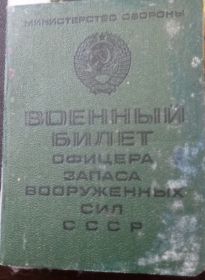 МИНИСТЕРСТВО ОБОРОНЫ
ВОЕННЫЙ
БИЛЕТ
ОФИЦЕРА
ЗАПАСА
ВООРУЖЕННЫХ
СИЛ
СССР